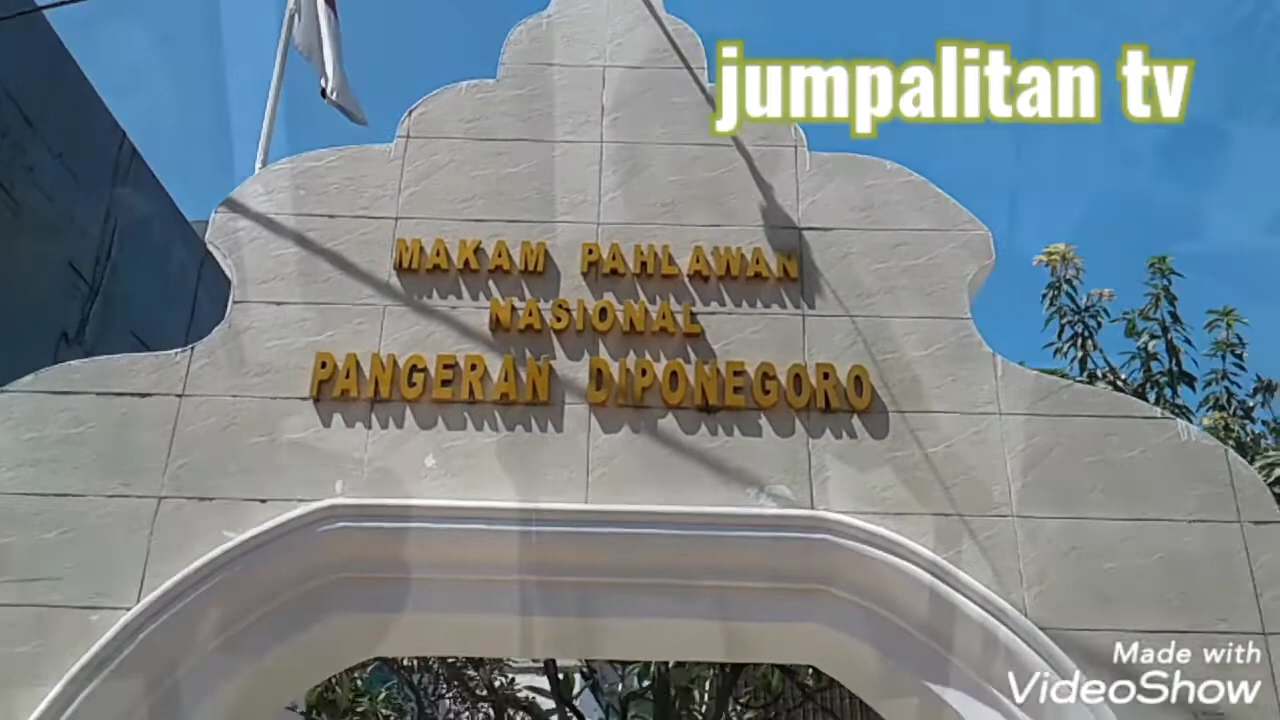 jumpalitan tv
MAKAM PAHLAWAN
NASIONAL
PANGERAN DIPONEGORO
Made with
VideoShow